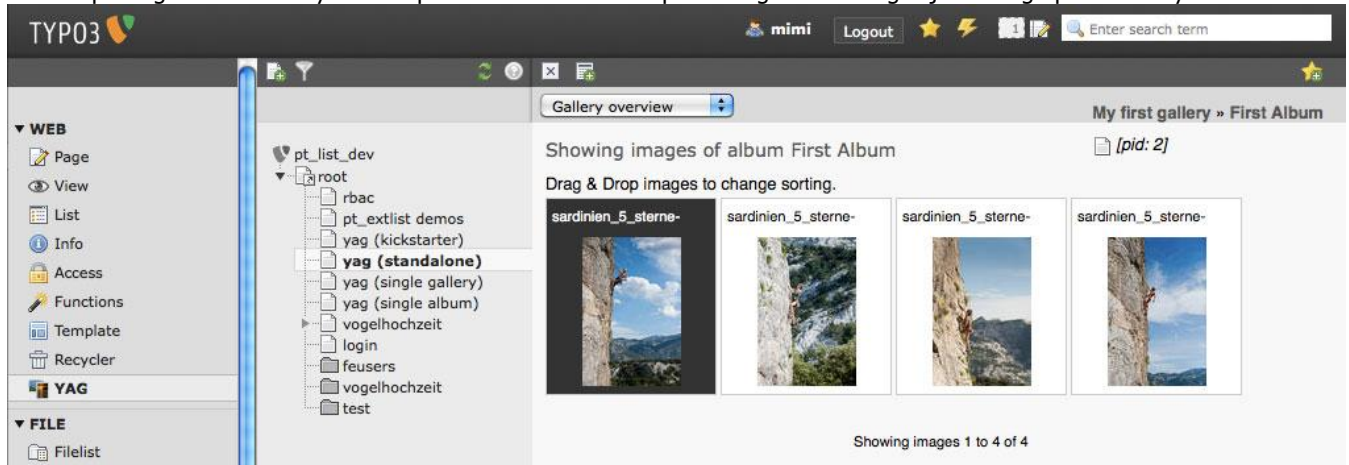 TYPO3
mimi
Logout
1
Enter search term
WEB
Page
View
List
Info
Access
Functions
Template
Recycler
YAG
FILE
Filelist
pt_list_dev
root
rbac
pt_extlist demos
yag (kickstarter)
yag (standalone)
yag (single gallery)
yag (single album)
vogelhochzeit
login
feusers
vogelhochzeit
test
Gallery overview
My first gallery » First Album
[pid: 2]
Showing images of album First Album
Drag & Drop images to change sorting.
sardinien_5_sterne-
sardinien_5_sterne-
sardinien_5_sterne-
sardinien_5_sterne-
Showing images 1 to 4 of 4